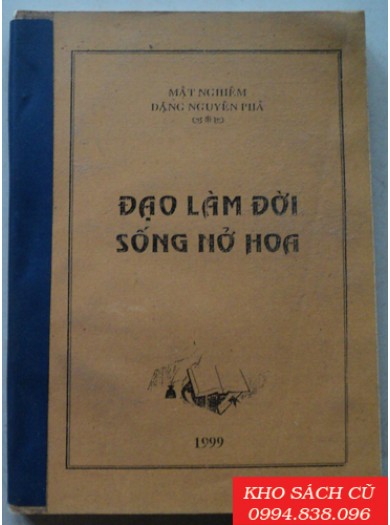 MẬT NGHIÊM
ĐẶNG NGUYÊN PHẢ
ĐẠO LÀM ĐỜI
SỐNG NỞ HOA
1999
KHO SÁCH CŨ
0994.838.096